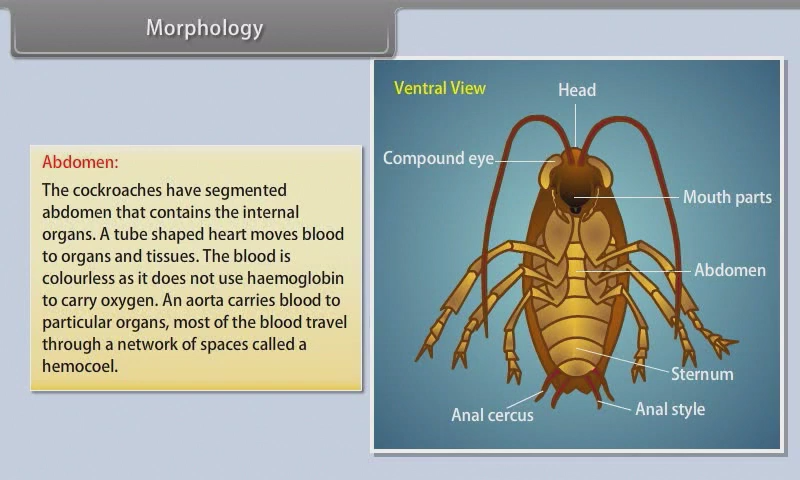 Morphology
Abdomen:
The cockroaches have segmented
abdomen that contains the internal
organs. A tube shaped heart moves blood
to organs and tissues. The blood is
colourless as it does not use haemoglobin
to carry oxygen. An aorta carries blood to
particular organs, most of the blood travel
through a network of spaces called a
hemocoel.
Ventral View
Head
Compound eye
Mouth parts
Abdomen
Sternum
Anal cercus
Anal style